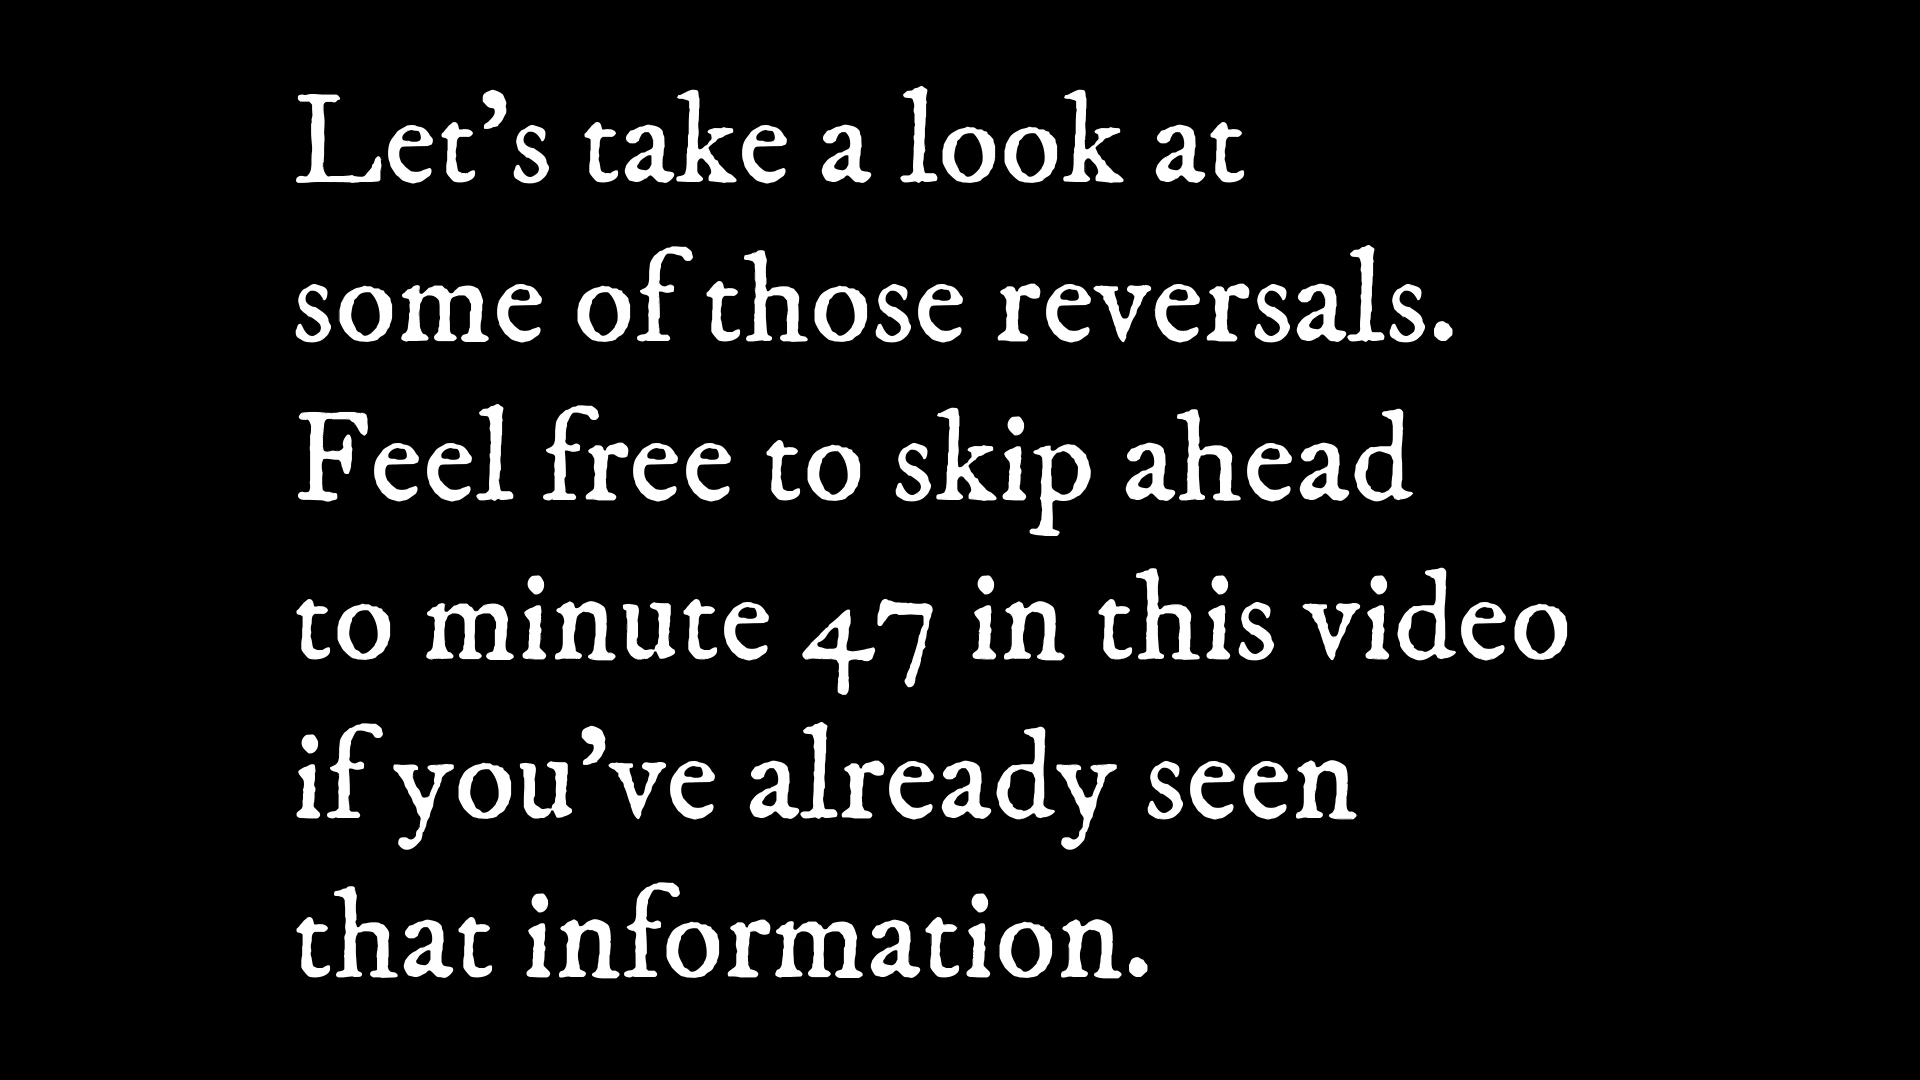 Let’s take a look at
some of those reversals.
Feel free to skip ahead
to minute 47 in this video
if you’ve already seen
that information.